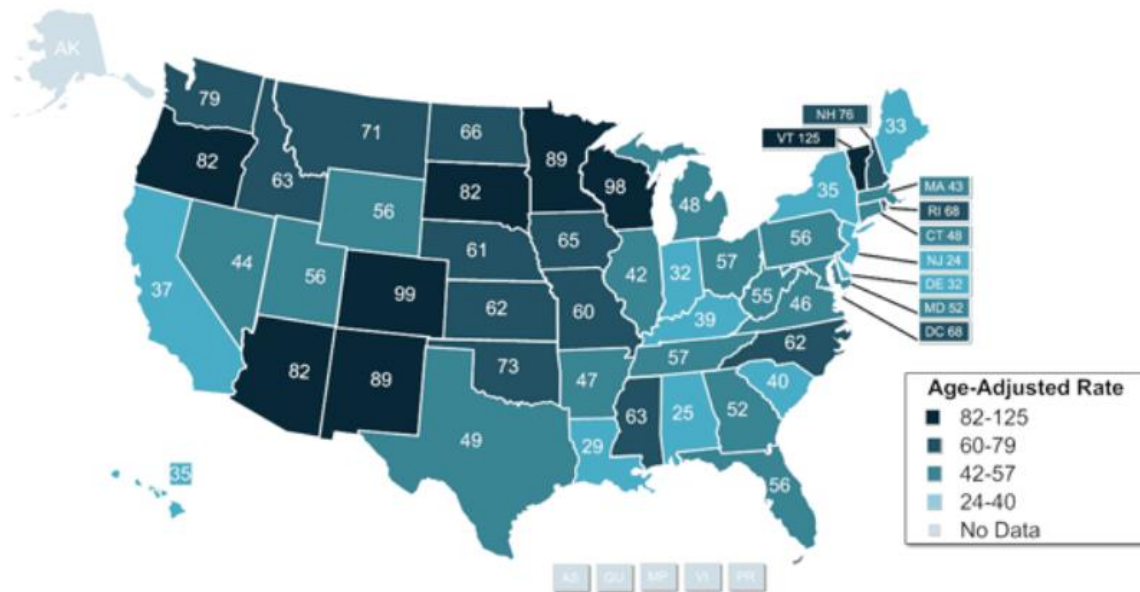 AK
79
71
66
89
NH 76
VT 125
33
82
63
82
98
35
MA 43
RI 68
CT 48
NJ 24
DE 32
MD 52
DC 68
56
48
61
65
56
44
56
99
42
32
57
55
46
37
62
60
39
62
57
82
89
73
47
40
63
25
52
49
29
56
35
Age-Adjusted Rate
82-125
60-79
42-57
24-40
No Data
AS
GU
MP
VI
PR